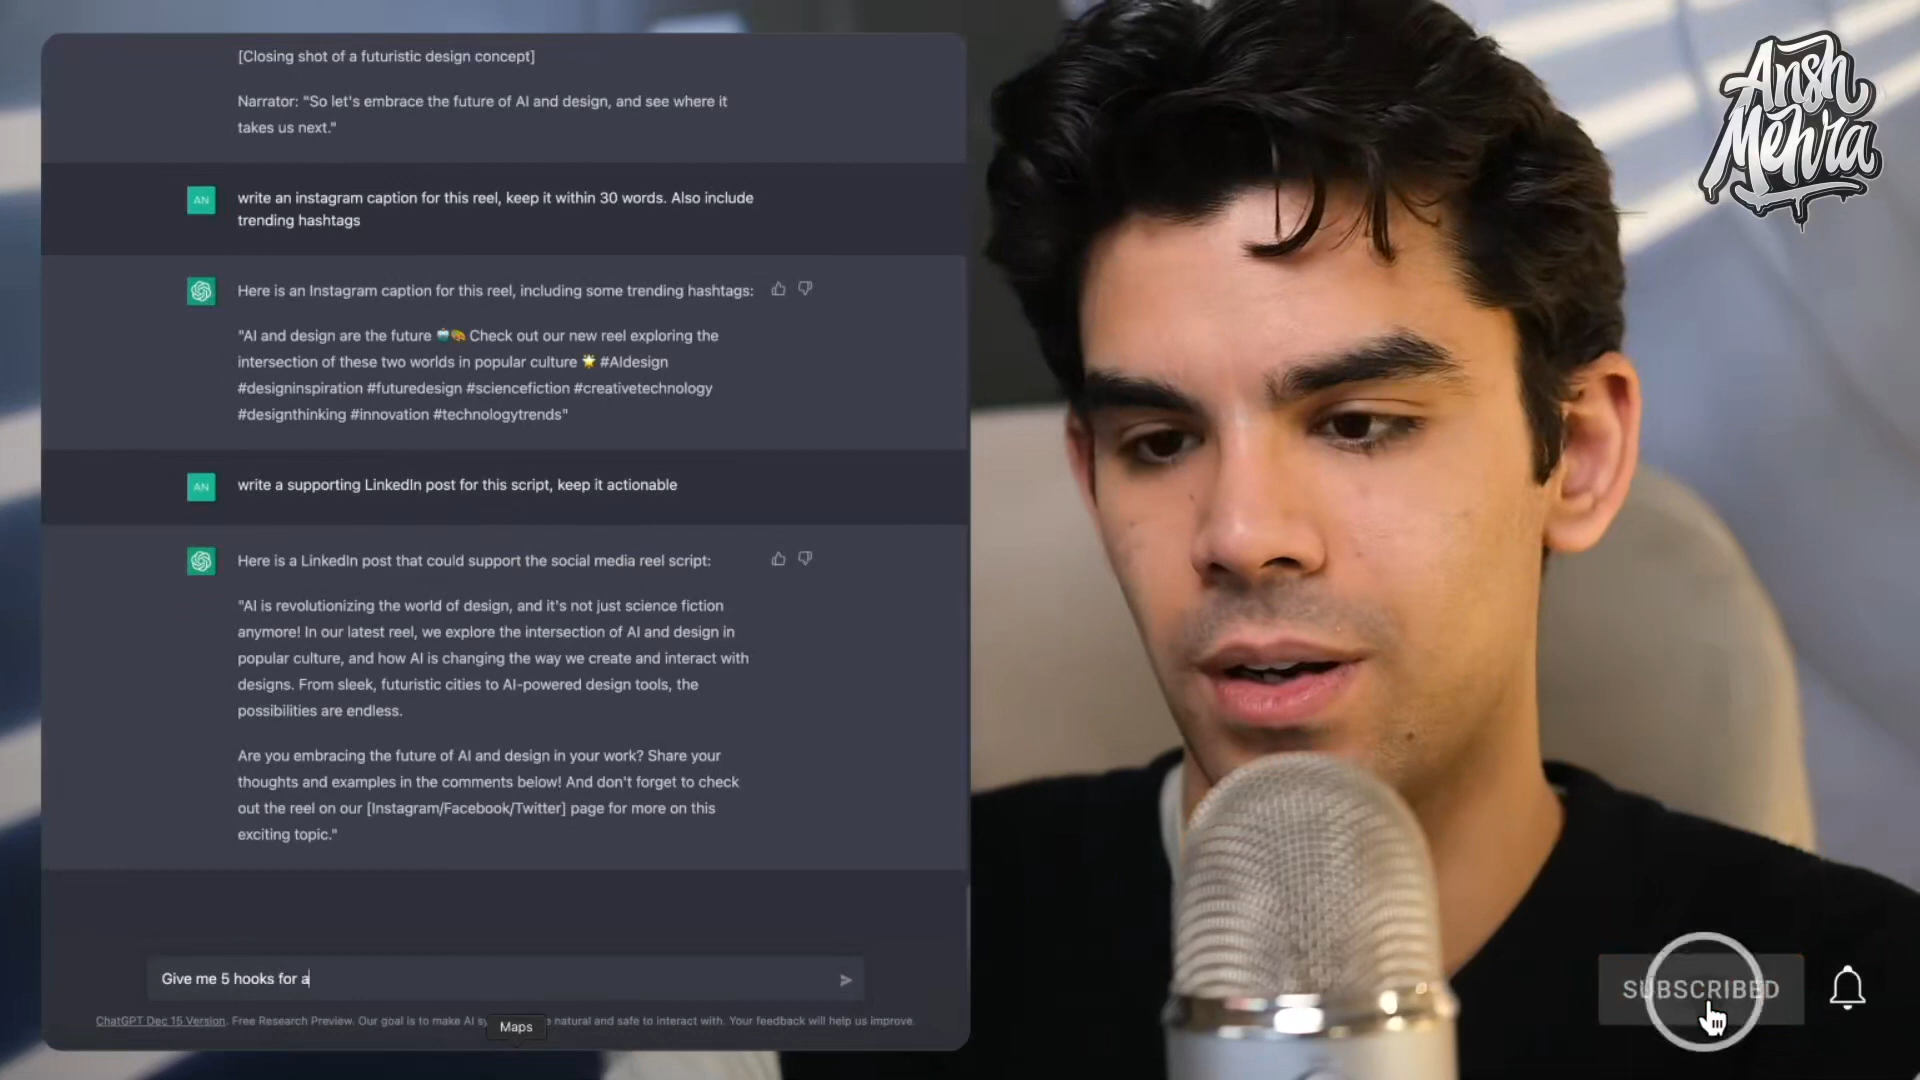 [Closing shot of a futuristic design concept]
Narrator: "So let's embrace the future of AI and design, and see where it
takes us next."
AN
write an instagram caption for this reel, keep it within 30 words. Also include
trending hashtags
Here is an Instagram caption for this reel, including some trending hashtags:
"AI and design are the future 🤖🎨 Check out our new reel exploring the
intersection of these two worlds in popular culture 🌟 #AIdesign
#designinspiration #futuredesign #sciencefiction #creativetechnology
#designthinking #innovation #technologytrends"
AN
write a supporting LinkedIn post for this script, keep it actionable
Here is a LinkedIn post that could support the social media reel script:
"AI is revolutionizing the world of design, and it's not just science fiction
anymore! In our latest reel, we explore the intersection of AI and design in
popular culture, and how AI is changing the way we create and interact with
designs. From sleek, futuristic cities to AI-powered design tools, the
possibilities are endless.
Are you embracing the future of AI and design in your work? Share your
thoughts and examples in the comments below! And don't forget to check
out the reel on our [Instagram/Facebook/Twitter] page for more on this
exciting topic."
Give me 5 hooks for a
ChatGPT Dec 15 Version. Free Research Preview. Our goal is to make AI natural and safe to interact with. Your feedback will help us improve.
Maps
Ansh
Mehra
SUBSCRIBED